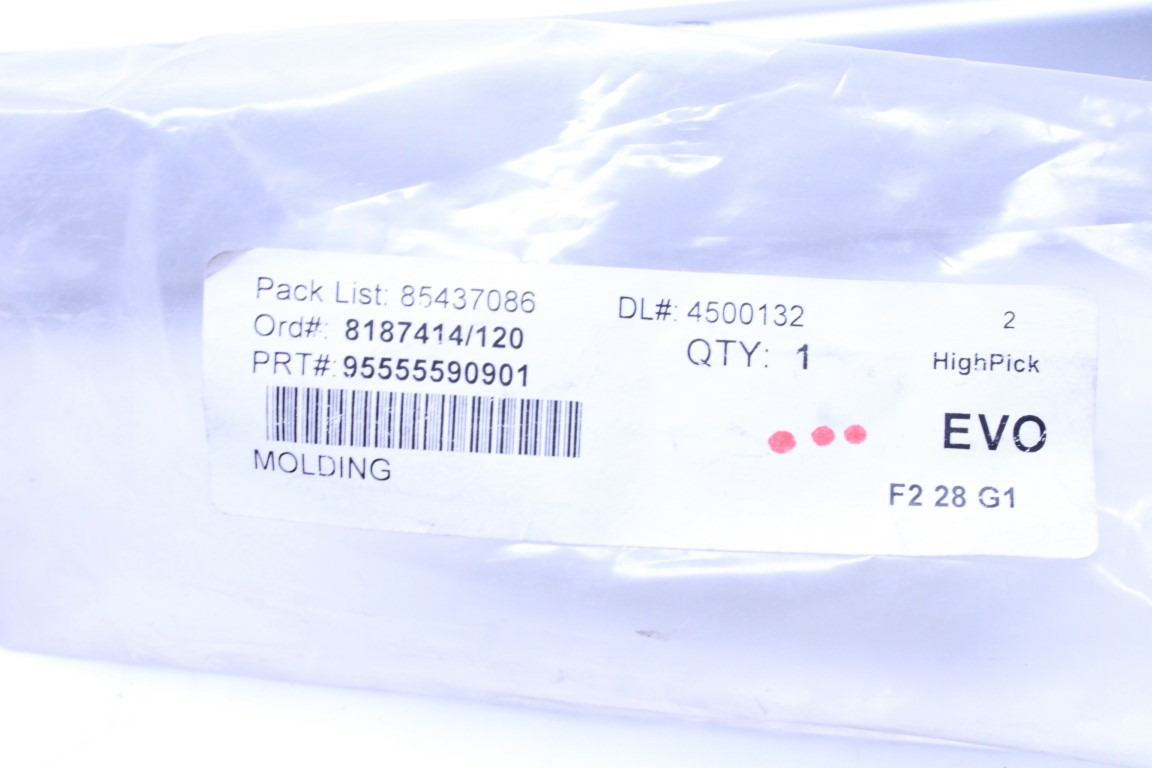 Pack List: 85437086
Ord#: 8187414/120
PRT#: 95555590901
MOLDING
DL#: 4500132
QTY: 1
2
HighPick
EVO
F2 28 G1